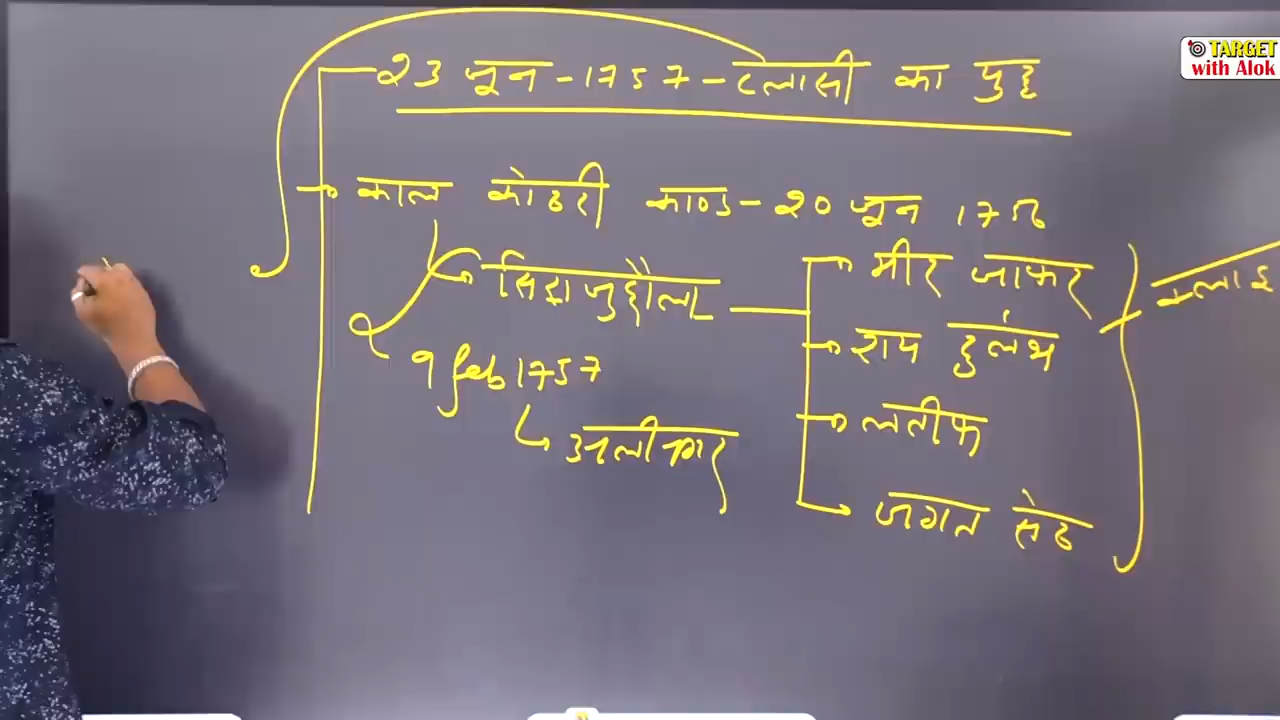 TARGET
with Alok
23 जून - 1757 - प्लासी का युद्ध
काल कोठरी काण्ड - 20 जून 1756
सिराजुद्दौला
मीर जाफर
क्लाइ
राय दुर्लभ
9 feb 1757
लतीफ
अलीनगर
जगत सेठ